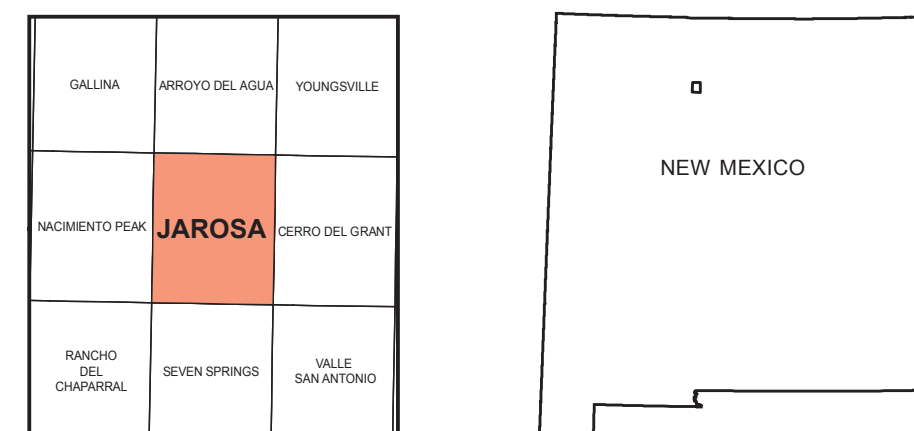 GALLINA
ARROYO DEL AGUA
YOUNGSVILLE
NACIMIENTO PEAK
JAROSA
CERRO DEL GRANT
RANCHO
DEL
CHAPARRAL
SEVEN SPRINGS
VALLE
SAN ANTONIO
NEW MEXICO